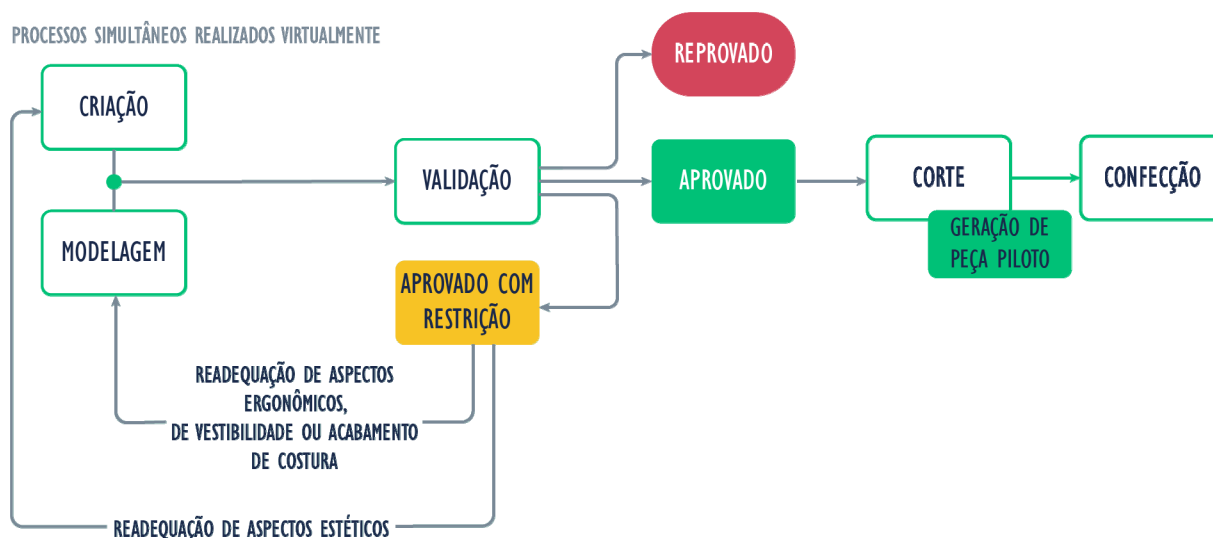 PROCESSOS SIMULTÂNEOS REALIZADOS VIRTUALMENTE
CRIAÇÃO
MODELAGEM
VALIDAÇÃO
REPROVADO
APROVADO
CORTE
CONFECÇÃO
GERAÇÃO DE
PEÇA PILOTO
APROVADO COM
RESTRIÇÃO
READEQUAÇÃO DE ASPECTOS
ERGONÔMICOS,
DE VESTIBILIDADE OU ACABAMENTO
DE COSTURA
READEQUAÇÃO DE ASPECTOS ESTÉTICOS